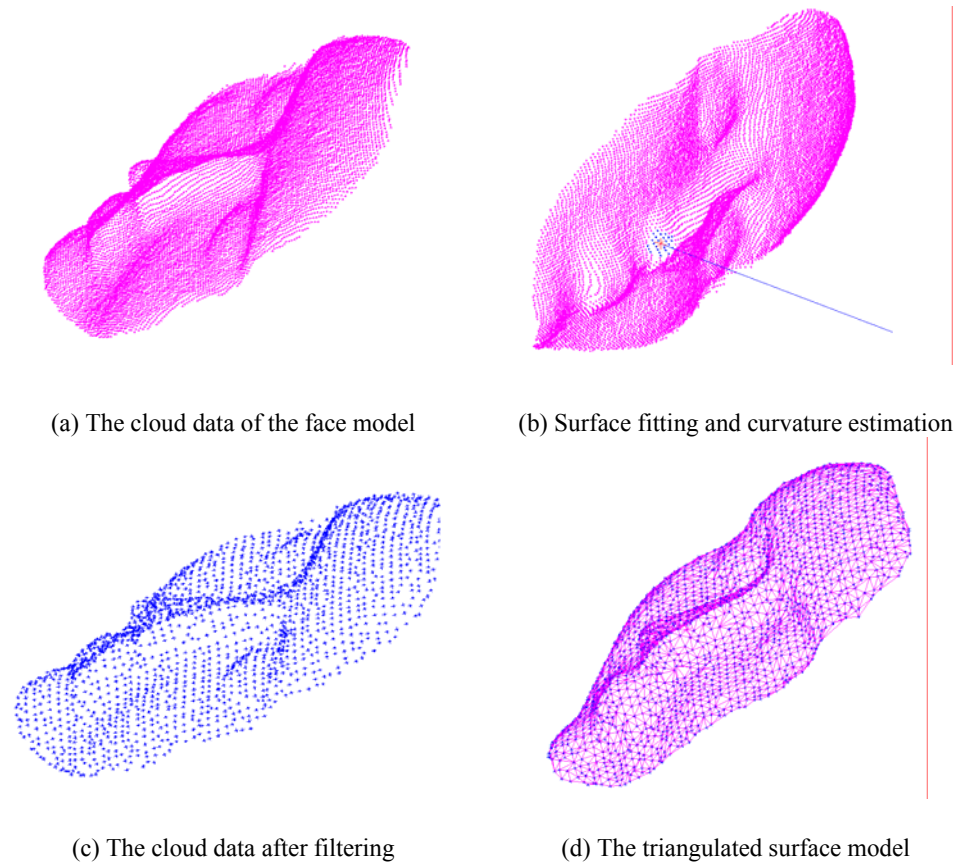 (a) The cloud data of the face model
(b) Surface fitting and curvature estimation
(c) The cloud data after filtering
(d) The triangulated surface model